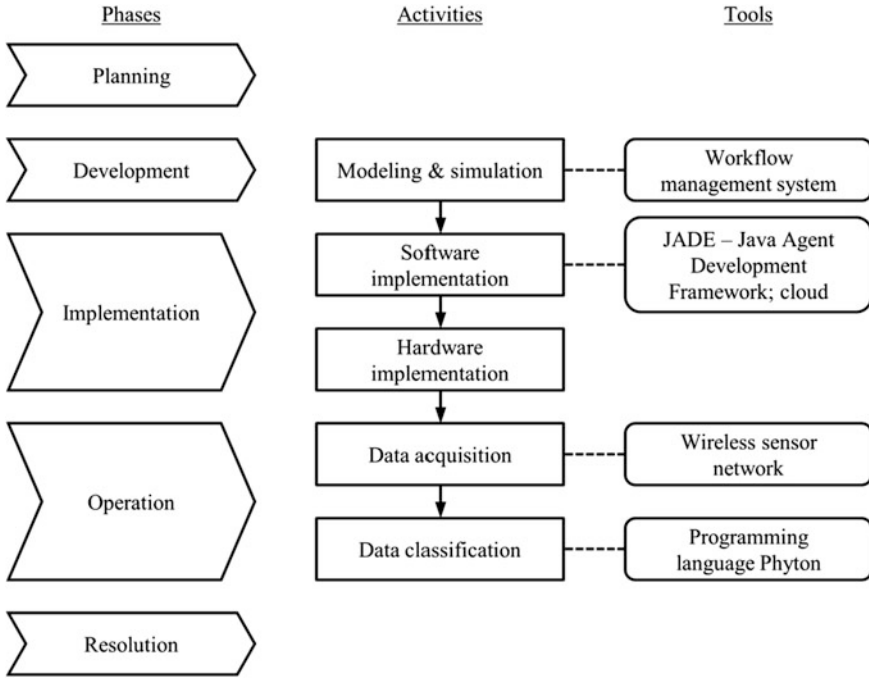 Phases
Activities
Tools
Planning
Development
Modeling & simulation
Workflow
management system
Implementation
Software
implementation
JADE – Java Agent
Development
Framework; cloud
Hardware
implementation
Operation
Data acquisition
Wireless sensor
network
Data classification
Programming
language Phyton
Resolution